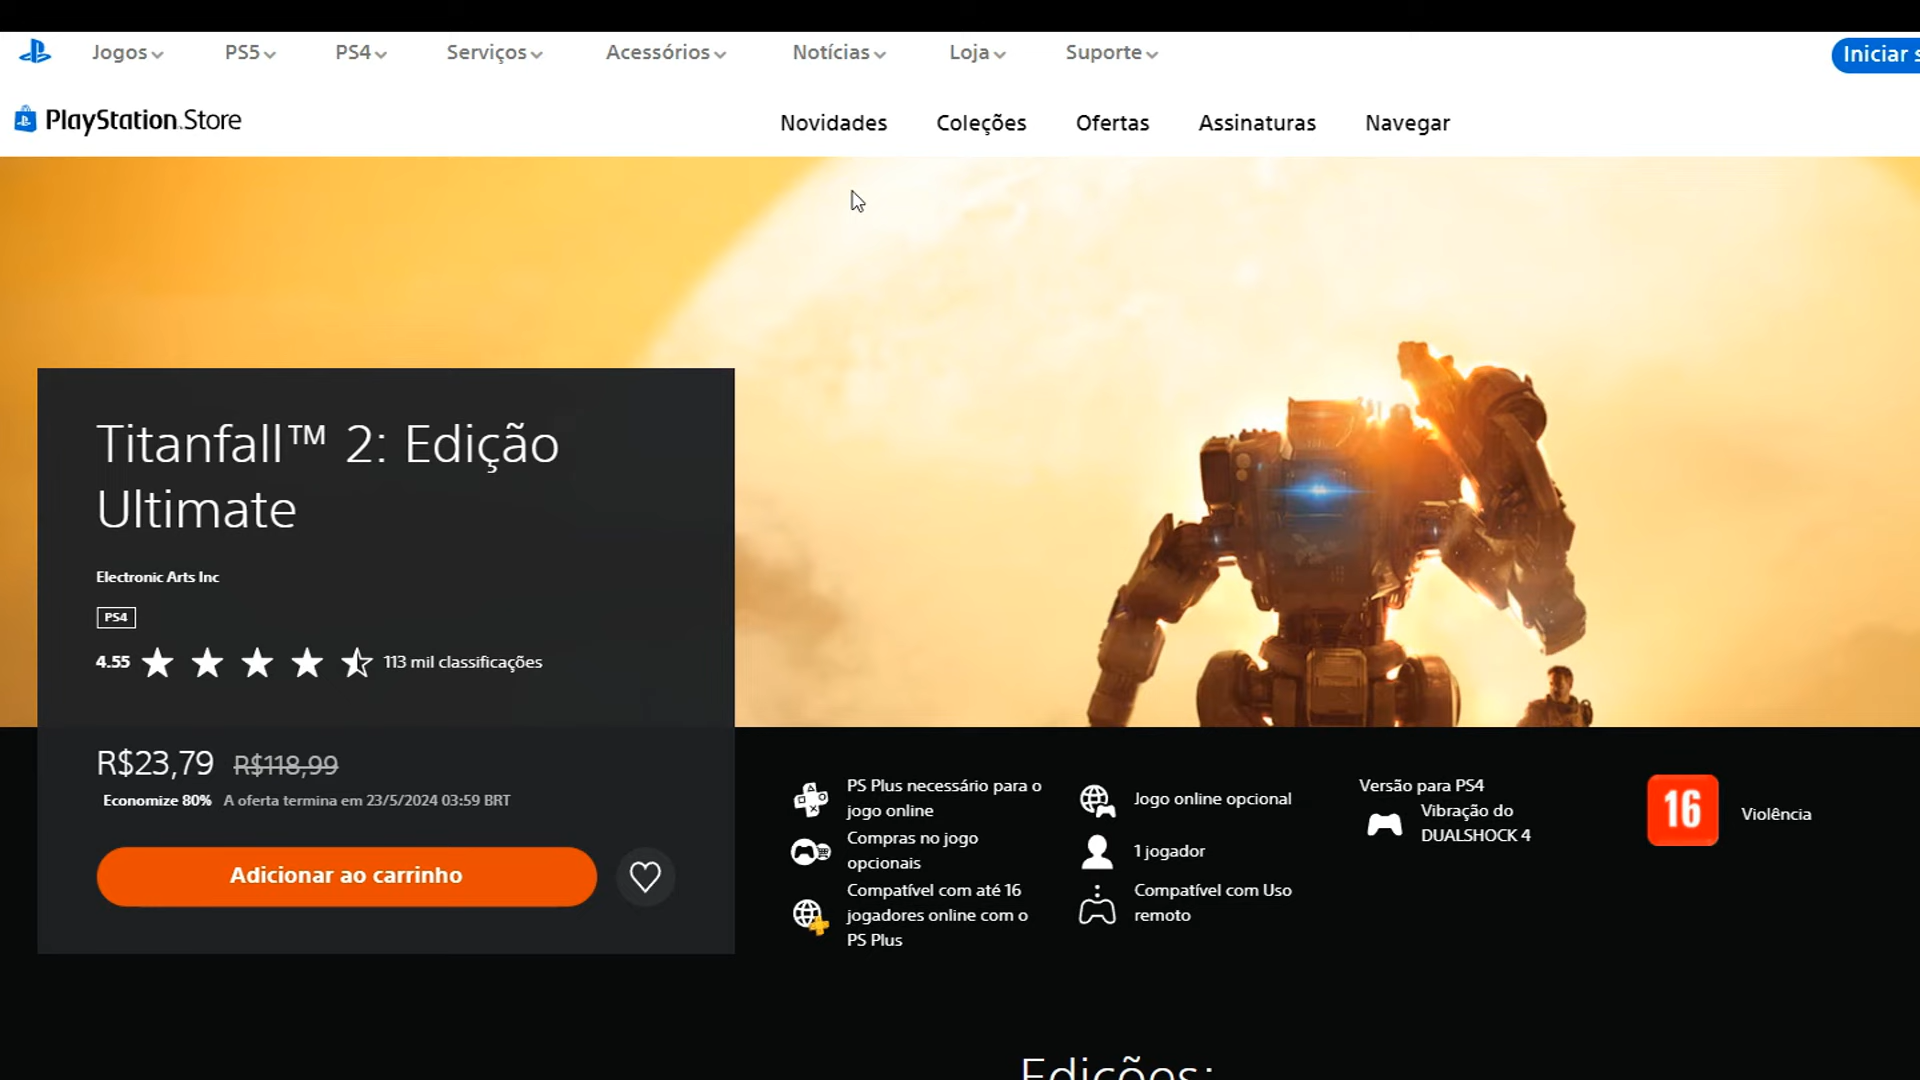 Jogos PS5 PS4 Serviços Acessórios Notícias Loja Suporte Iniciar s
PlayStation.Store
Novidades Coleções Ofertas Assinaturas Navegar
Titanfall™ 2: Edição
Ultimate
Electronic Arts Inc
PS4
4.55 113 mil classificações
R$23,79 R$118,99
Economize 80% A oferta termina em 23/5/2024 03:59 BRT
Adicionar ao carrinho
PS Plus necessário para o
jogo online
Compras no jogo
opcionais
Compatível com até 16
jogadores online com o
PS Plus
Jogo online opcional
1 jogador
Compatível com Uso
remoto
Versão para PS4
Vibração do
DUALSHOCK 4
16
Violência
Edições: